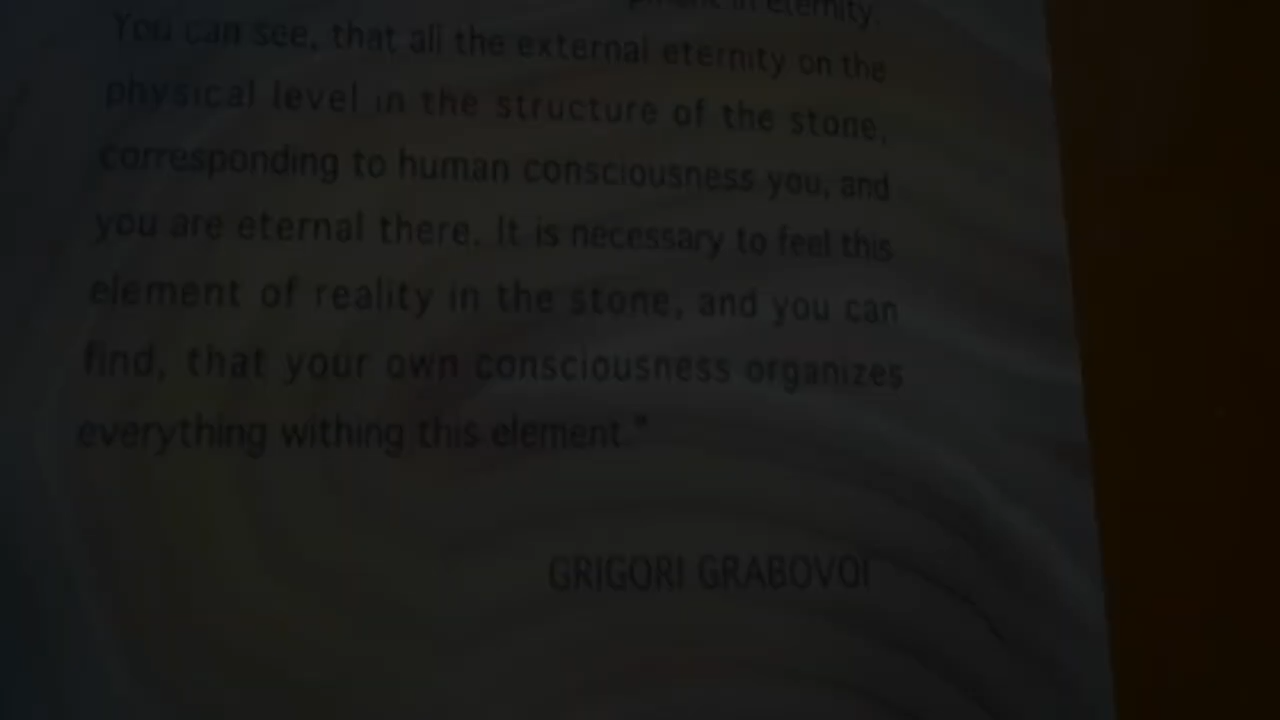 in eternity.
You can see, that all the external eternity on the
physical level in the structure of the stone,
corresponding to human consciousness you, and
you are eternal there. It is necessary to feel this
element of reality in the stone, and you can
find, that your own consciousness organizes
everything withing this element."
GRIGORI GRABOVOI